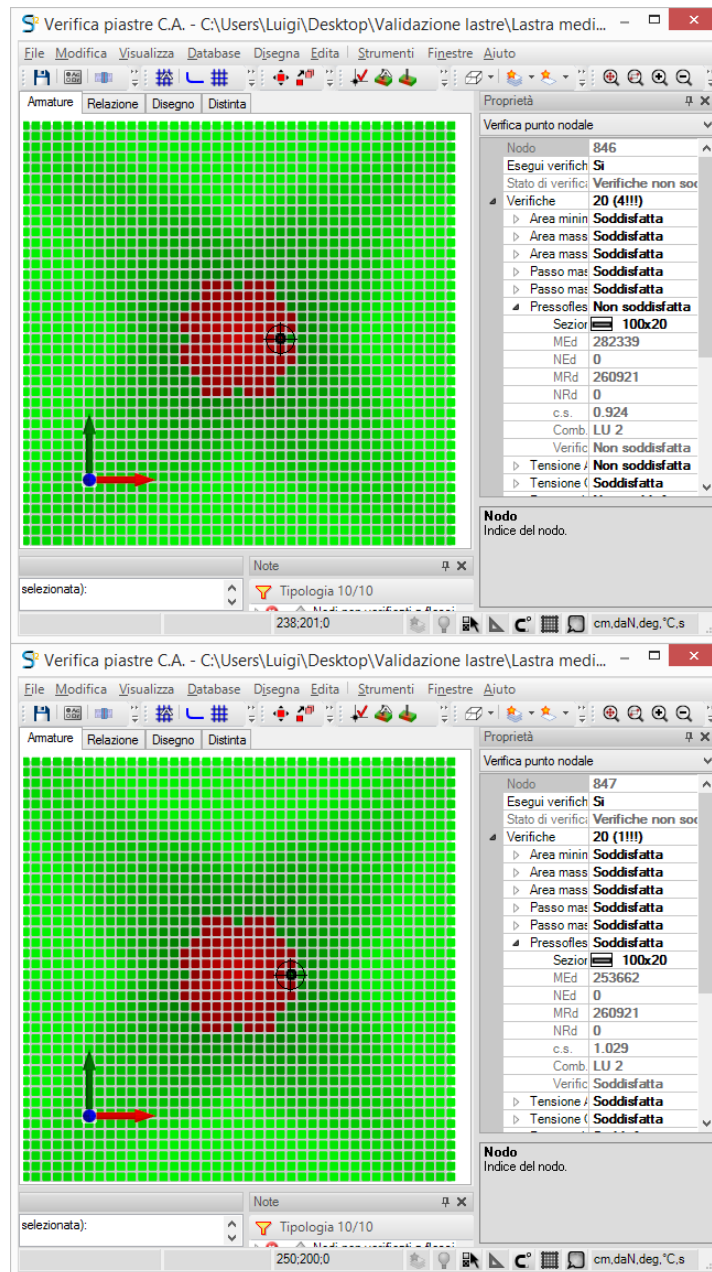 Verifica piastre C.A. - C:\Users\Luigi\Desktop\Validazione lastre\Lastra medi...
File Modifica Visualizza Database Disegna Edita Strumenti Finestre Aiuto
Armature Relazione Disegno Distinta
Proprietà
Verifica punto nodale
Nodo 846
Esegui verifich Si
Stato di verific Verifiche non sod
Verifiche 20 (4!!!)
Area minin Soddisfatta
Area mass Soddisfatta
Area mass Soddisfatta
Passo mas Soddisfatta
Passo mas Soddisfatta
Pressofles Non soddisfatta
Sezior 100x20
MEd 282339
NEd 0
MRd 260921
NRd 0
c.s. 0.924
Comb. LU 2
Verific Non soddisfatta
Tensione A Non soddisfatta
Tensione C Soddisfatta
Nodo
Indice del nodo.
Note
selezionata):
Tipologia 10/10
Nodi non verificati a flessi
238;201;0
cm,daN,deg,°C,s
Verifica piastre C.A. - C:\Users\Luigi\Desktop\Validazione lastre\Lastra medi...
File Modifica Visualizza Database Disegna Edita Strumenti Finestre Aiuto
Armature Relazione Disegno Distinta
Proprietà
Verifica punto nodale
Nodo 847
Esegui verifich Si
Stato di verific Verifiche non sod
Verifiche 20 (1!!!)
Area minin Soddisfatta
Area mass Soddisfatta
Area mass Soddisfatta
Passo mas Soddisfatta
Passo mas Soddisfatta
Pressofles Soddisfatta
Sezior 100x20
MEd 253662
NEd 0
MRd 260921
NRd 0
c.s. 1.029
Comb. LU 2
Verific Soddisfatta
Tensione A Soddisfatta
Tensione C Soddisfatta
Nodo
Indice del nodo.
Note
selezionata):
Tipologia 10/10
250;200;0
cm,daN,deg,°C,s